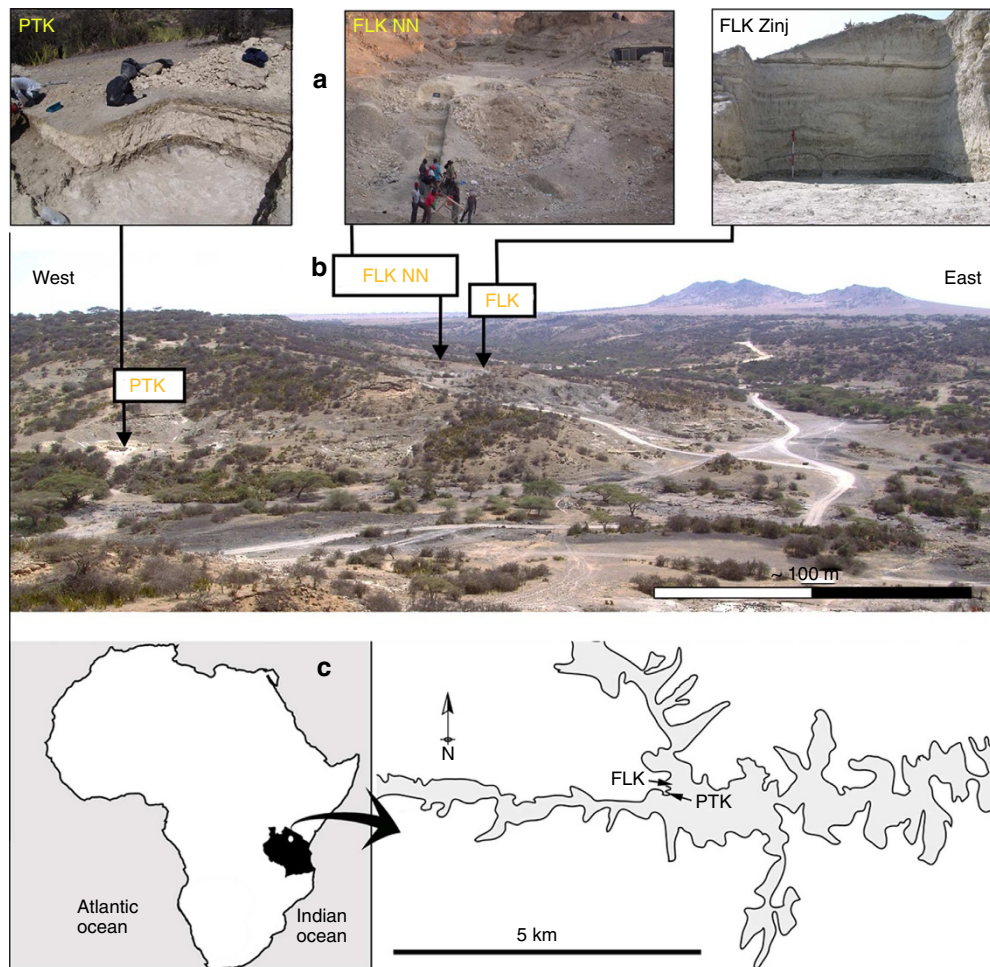 PTK
FLK NN
FLK Zinj
a
West
b
FLK NN
FLK
East
PTK
~ 100 m
c
N
FLK
PTK
Atlantic
ocean
Indian
ocean
5 km